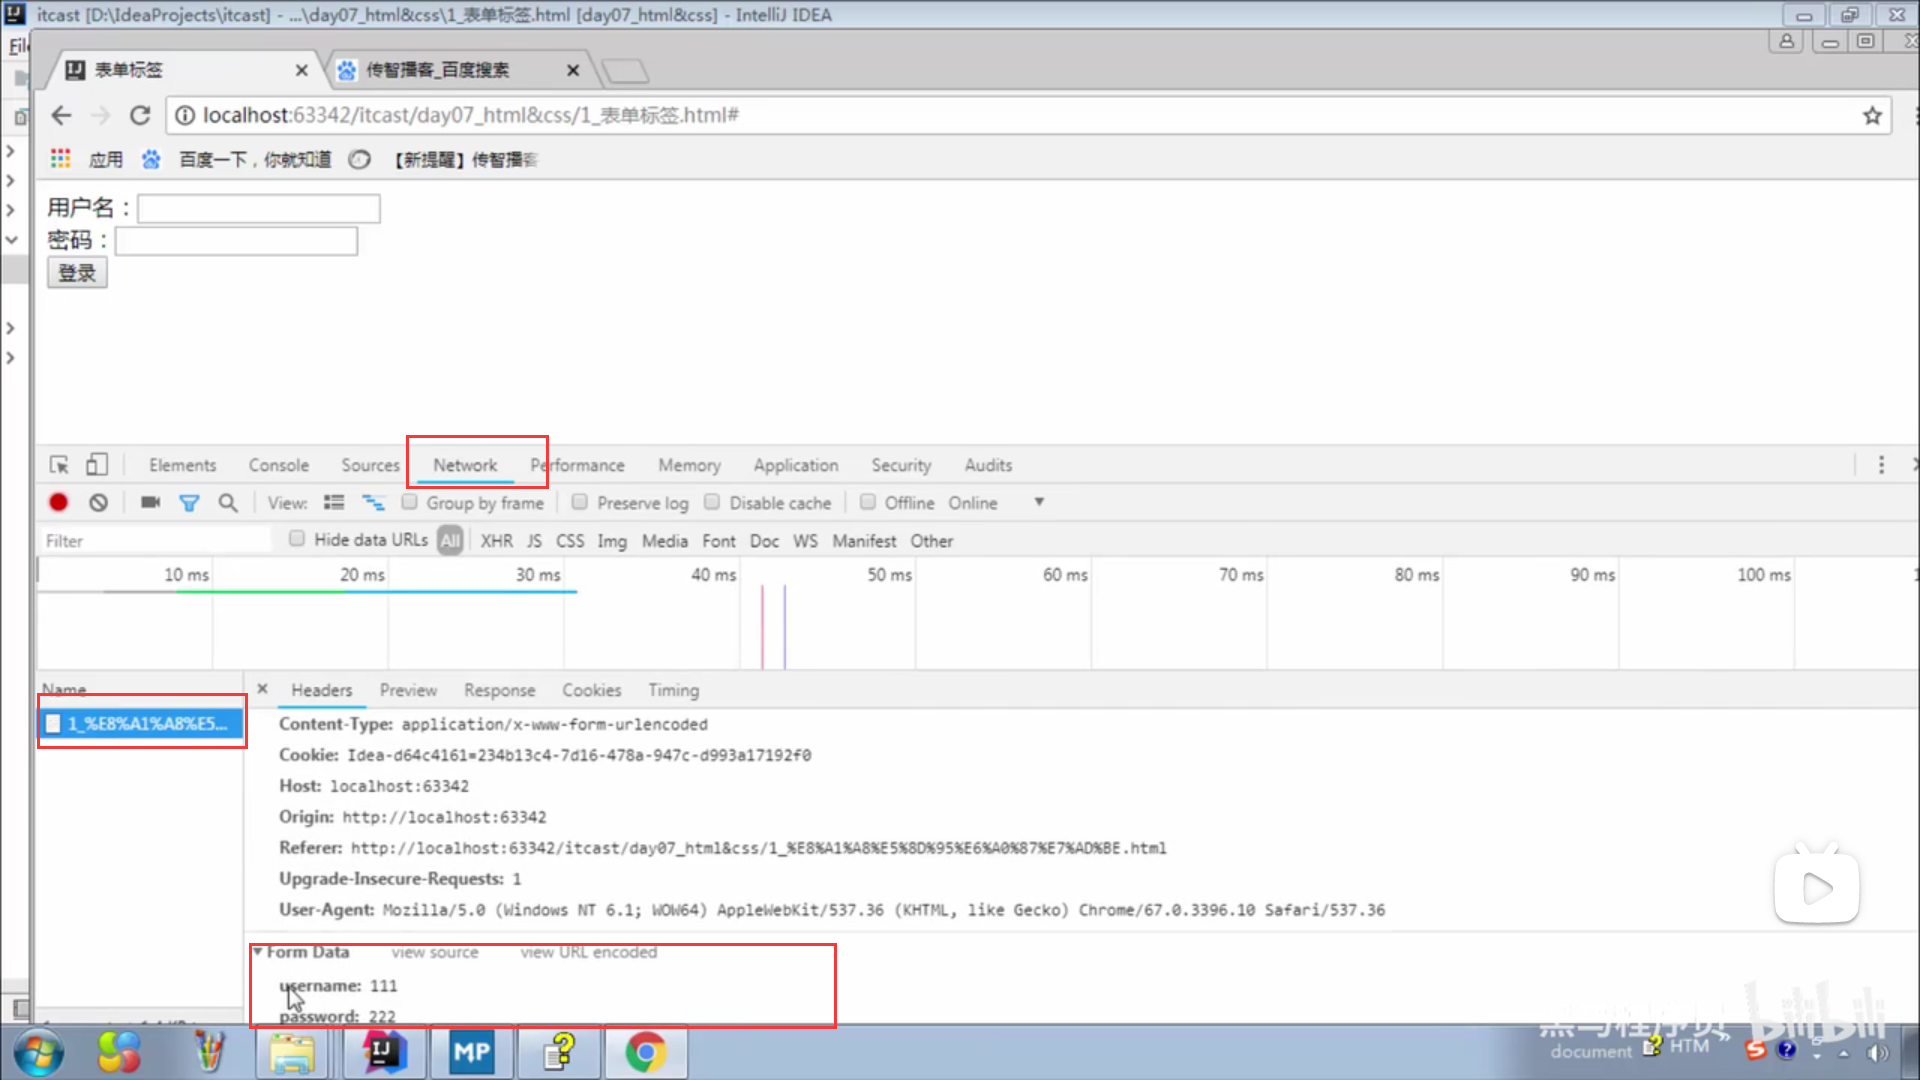 itcast [D:\IdeaProjects\itcast] - ...\day07_html&css\1_表单标签.html [day07_html&css] - IntelliJ IDEA
表单标签
传智播客_百度搜索
localhost:63342/itcast/day07_html&css/1_表单标签.html#
应用 百度一下，你就知道 【新提醒】传智播客
用户名：
密码：
登录
Elements Console Sources Network Performance Memory Application Security Audits
View: Group by frame Preserve log Disable cache Offline Online
Filter Hide data URLs All XHR JS CSS Img Media Font Doc WS Manifest Other
10 ms 20 ms 30 ms 40 ms 50 ms 60 ms 70 ms 80 ms 90 ms 100 ms
Name
1_%E8%A1%A8%E5...
Headers Preview Response Cookies Timing
Content-Type: application/x-www-form-urlencoded
Cookie: Idea-d64c4161=234b13c4-7d16-478a-947c-d993a17192f0
Host: localhost:63342
Origin: http://localhost:63342
Referer: http://localhost:63342/itcast/day07_html&css/1_%E8%A1%A8%E5%8D%95%E6%A0%87%E7%AD%BE.html
Upgrade-Insecure-Requests: 1
User-Agent: Mozilla/5.0 (Windows NT 6.1; WOW64) AppleWebKit/537.36 (KHTML, like Gecko) Chrome/67.0.3396.10 Safari/537.36
Form Data view source view URL encoded
username: 111
password: 222
黑马程序员 bilibili
MP
document HTM